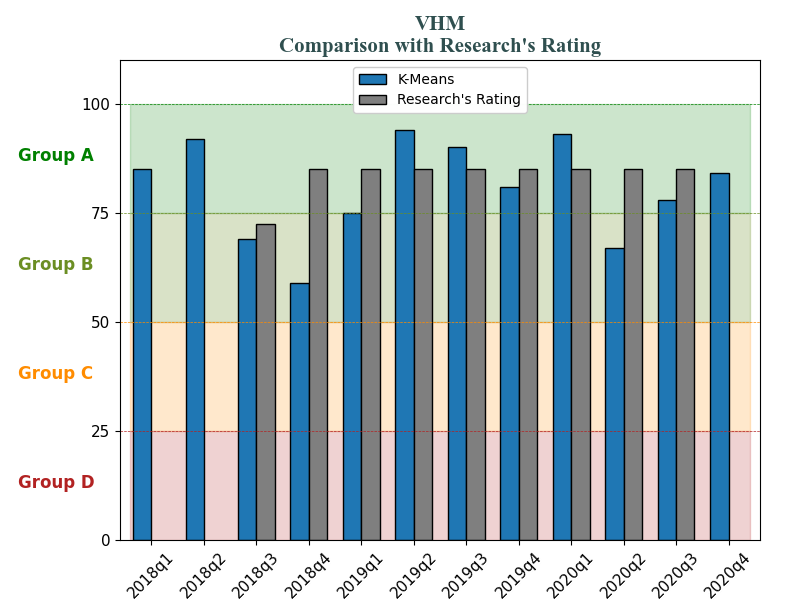 VHM
Comparison with Research's Rating
K-Means
Research's Rating
100
Group A
75
Group B
50
Group C
25
Group D
0
2018q1 2018q2 2018q3 2018q4 2019q1 2019q2 2019q3 2019q4 2020q1 2020q2 2020q3 2020q4